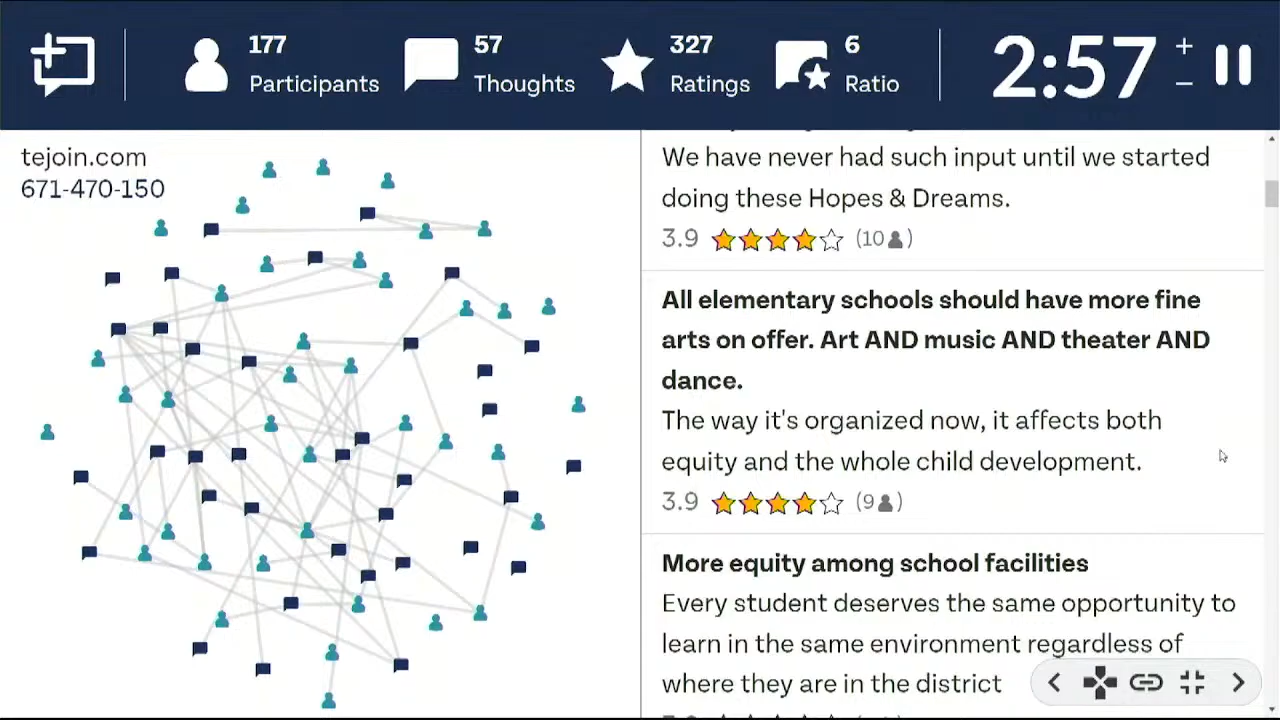 177
Participants
57
Thoughts
327
Ratings
6
Ratio
2:57
+
−
tejoin.com
671-470-150
We have never had such input until we started
doing these Hopes & Dreams.
3.9 (10)
All elementary schools should have more fine
arts on offer. Art AND music AND theater AND
dance.
The way it's organized now, it affects both
equity and the whole child development.
3.9 (9)
More equity among school facilities
Every student deserves the same opportunity to
learn in the same environment regardless of
where they are in the district